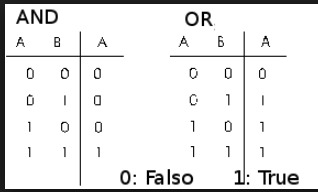 AND OR
A B A A B A
0 0 0 0 0 0
0 1 0 0 1 1
1 0 0 1 0 1
1 1 1 1 1 1
0: Falso 1: True